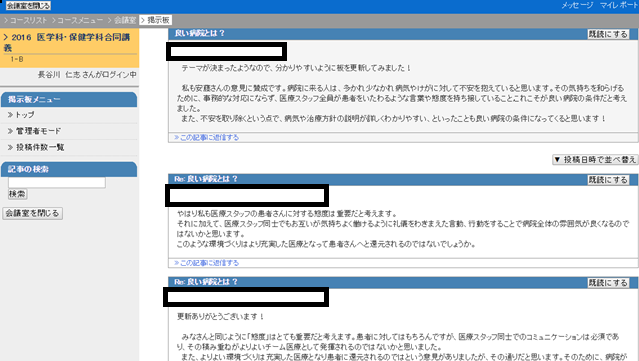 会議室を閉じる
メッセージ マイレポート
＞コースリスト ＞コースメニュー ＞会議室 ＞掲示板
＞ 2016 医学科・保健学科合同講義
1-B
長谷川 仁志 さんがログイン中
掲示板メニュー
≫トップ
≫管理者モード
≫投稿件数一覧
記事の検索
検索
会議室を閉じる
良い病院とは？
既読にする
テーマが決まったようなので、分かりやすいように板を更新してみました！
私も安藤さんの意見に賛成です。病院に来る人は、多かれ少なかれ病気やけがに対して不安を抱えていると思います。その気持ちを和らげる
ために、事務的な対応にならず、医療スタッフ全員が患者をいたわるような言葉や態度を持ち接していることこれこそが良い病院の条件だと考え
ました。
また、不安を取り除くという点で、病気や治療方針の説明が詳しくわかりやすい、といったことも良い病院の条件になってくると思います！
≫この記事に返信する
▼ 投稿日時で並べ替え
Re: 良い病院とは？
既読にする
やはり私も医療スタッフの患者さんに対する態度は重要だと考えます。
それに加えて、医療スタッフ同士でもお互いが気持ちよく働けるように礼儀をわきまえた言動、行動をすることで病院全体の雰囲気が良くなるので
はないかと思います。
このような環境づくりはより充実した医療となって患者さんへと還元されるのではないでしょうか。
≫この記事に返信する
Re: 良い病院とは？
既読にする
更新ありがとうございます！
みなさんと同じように「態度」はとても重要だと考えます。患者に対してはもちろんですが、医療スタッフ同士でのコミュニケーションは必須であ
り、その積み重ねがよりよいチーム医療として発揮されるのではないかと思いました。
また、よりよい環境づくりは充実した医療となり患者に還元されるのではという意見がありましたが、その通りだと思います。そのために、病院が